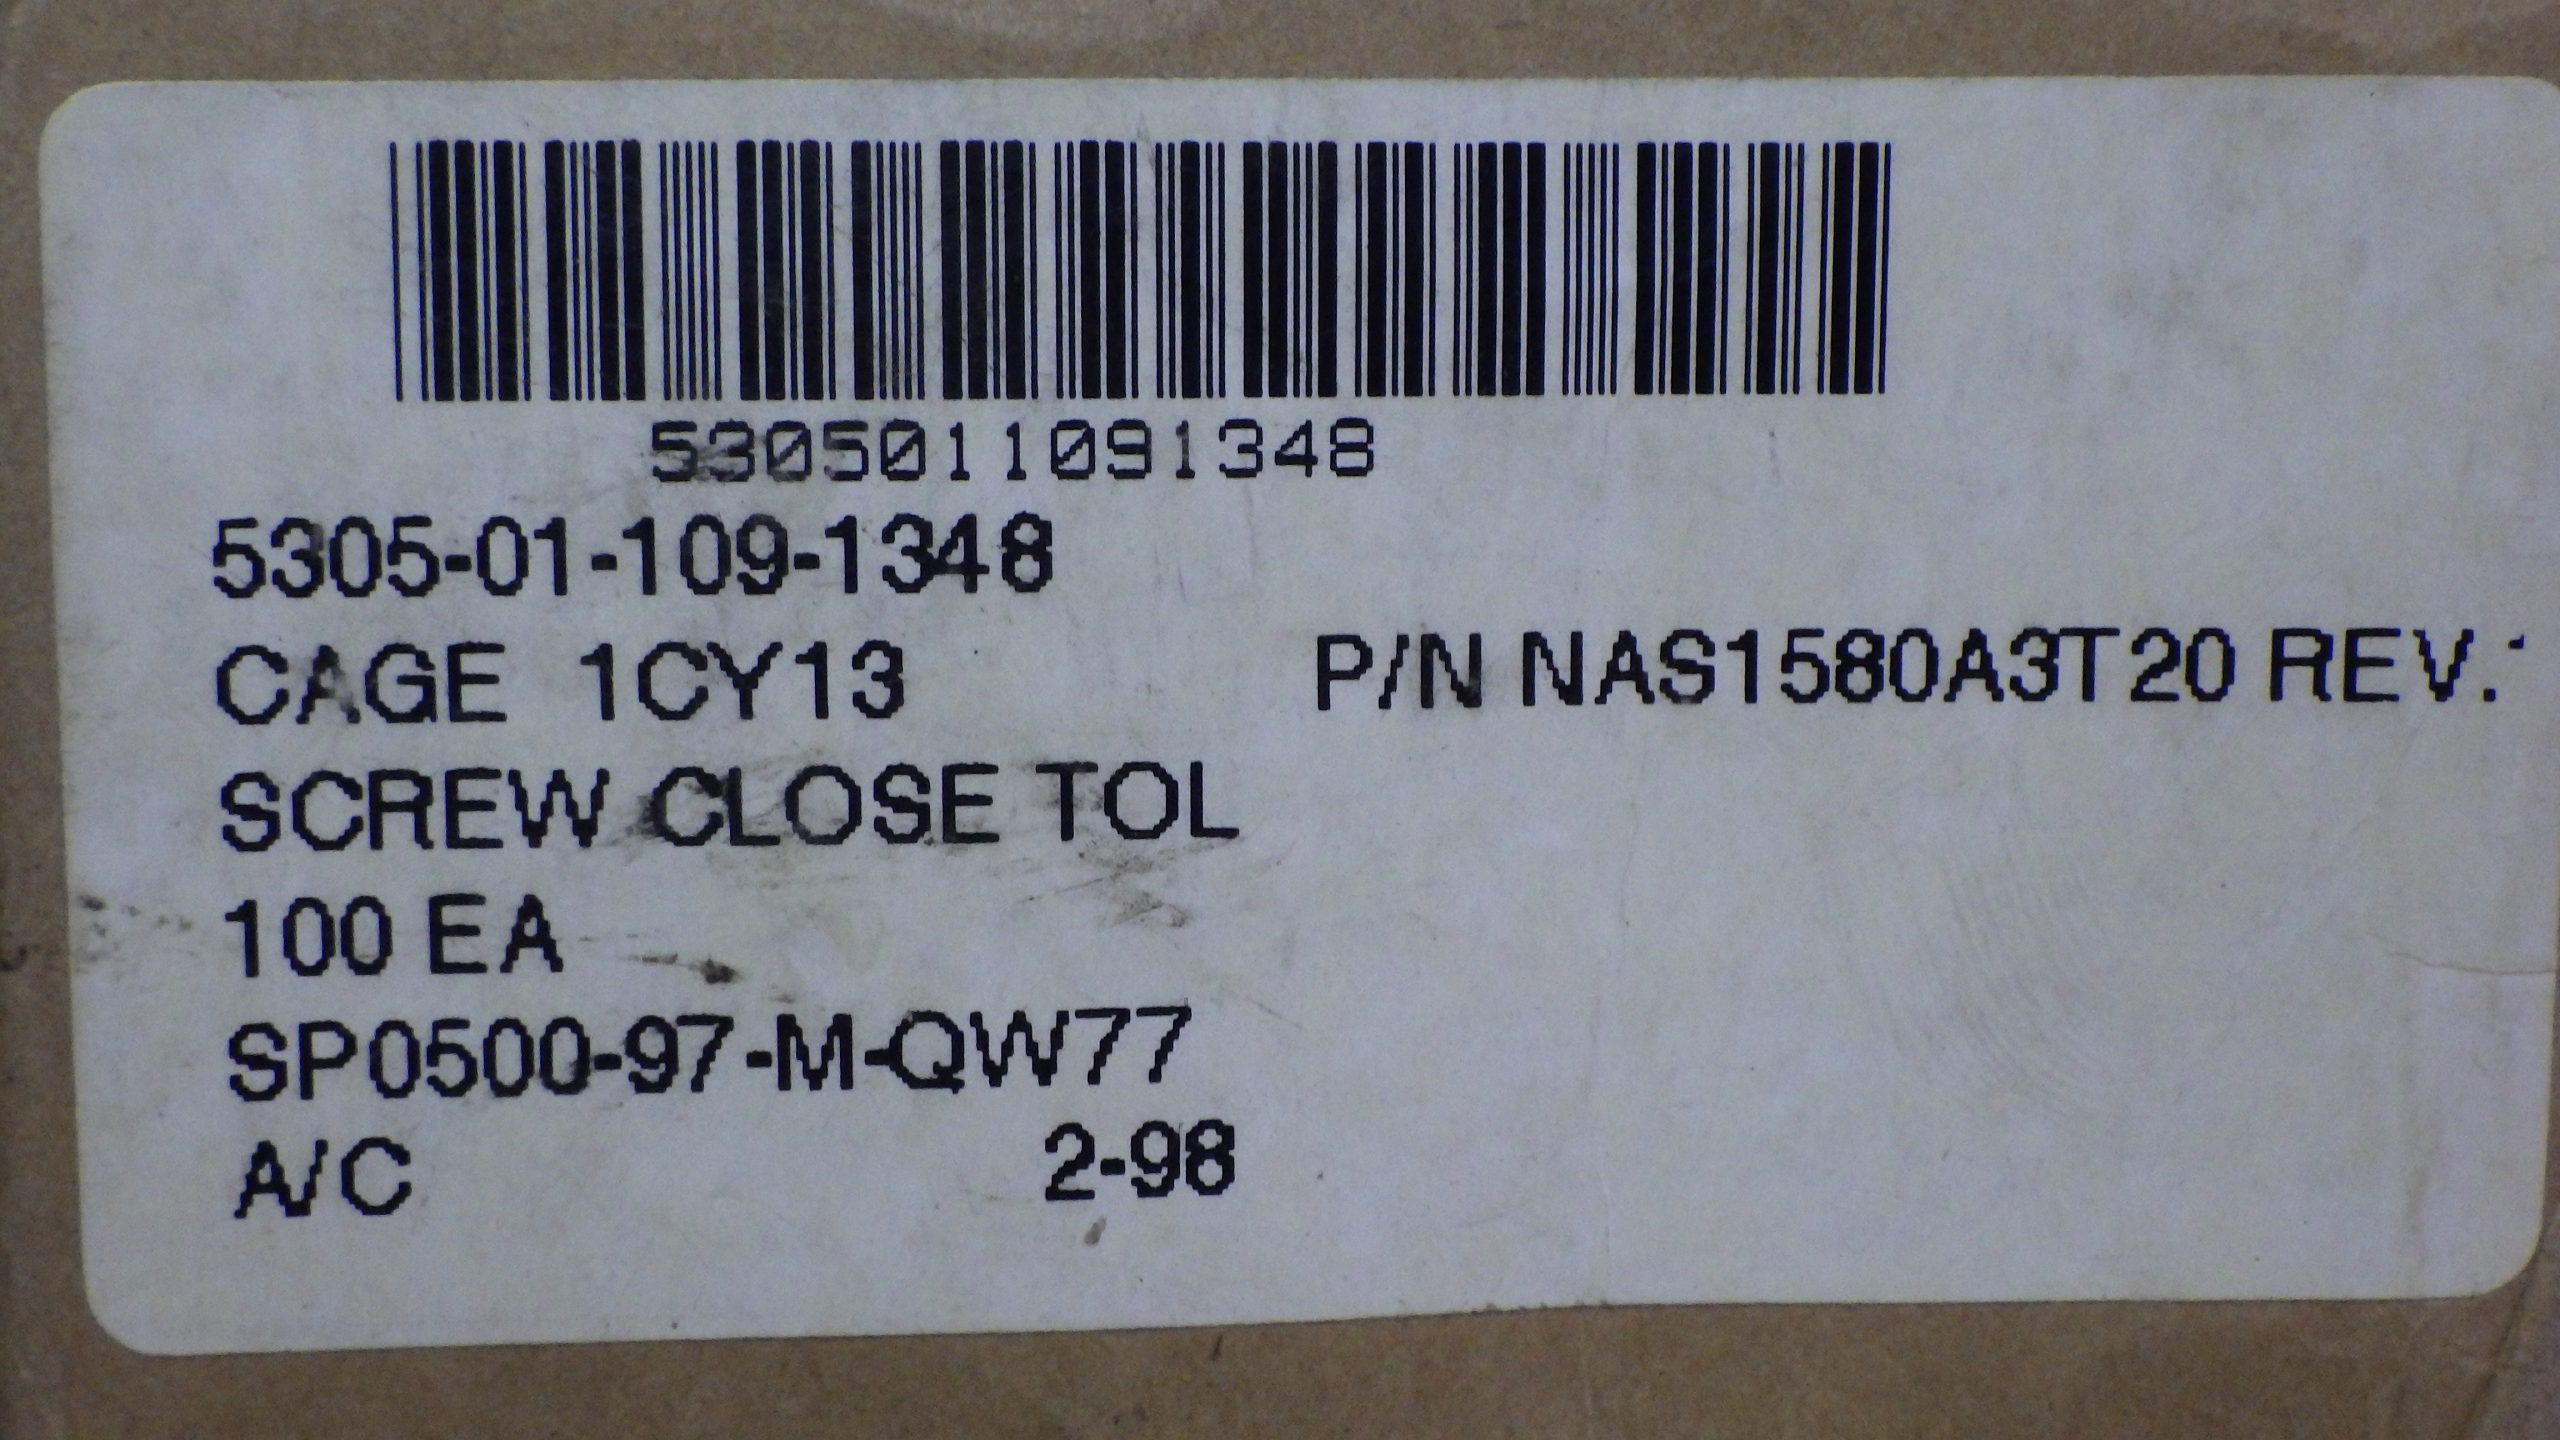 5305011091348
5305-01-109-1348
CAGE 1CY13 P/N NAS1580A3T20 REV.
SCREW CLOSE TOL
100 EA
SP0500-97-M-QW77
A/C 2-98